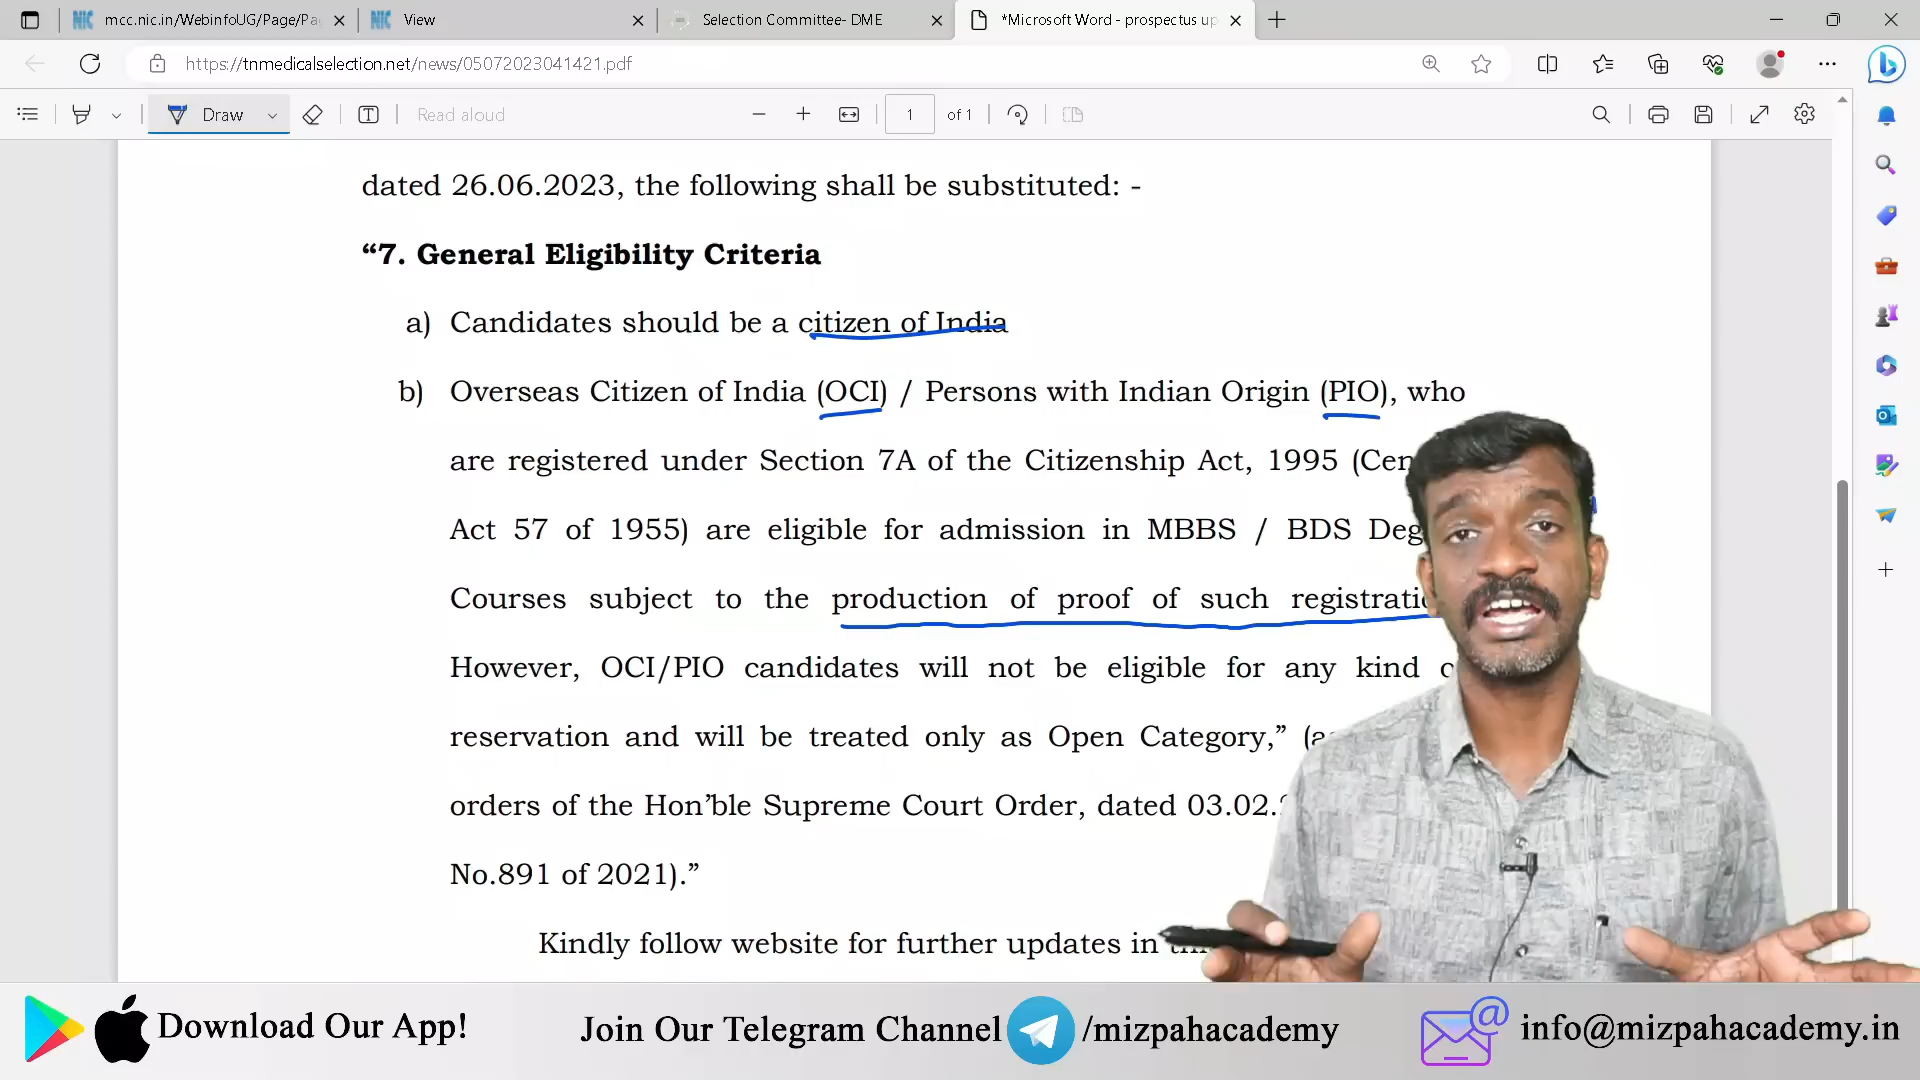 mcc.nic.in/WebinfoUG/Page/Pa
View
Selection Committee- DME
*Microsoft Word - prospectus up
https://tnmedicalselection.net/news/05072023041421.pdf
Draw
Read aloud
1 of 1
dated 26.06.2023, the following shall be substituted: -
“7. General Eligibility Criteria
a) Candidates should be a citizen of India
b) Overseas Citizen of India (OCI) / Persons with Indian Origin (PIO), who
are registered under Section 7A of the Citizenship Act, 1995 (Cen
Act 57 of 1955) are eligible for admission in MBBS / BDS Deg
Courses subject to the production of proof of such registrati
However, OCI/PIO candidates will not be eligible for any kind
reservation and will be treated only as Open Category,” (a
orders of the Hon’ble Supreme Court Order, dated 03.02.
No.891 of 2021).”
Kindly follow website for further updates in
Download Our App!
Join Our Telegram Channel /mizpahacademy
info@mizpahacademy.in